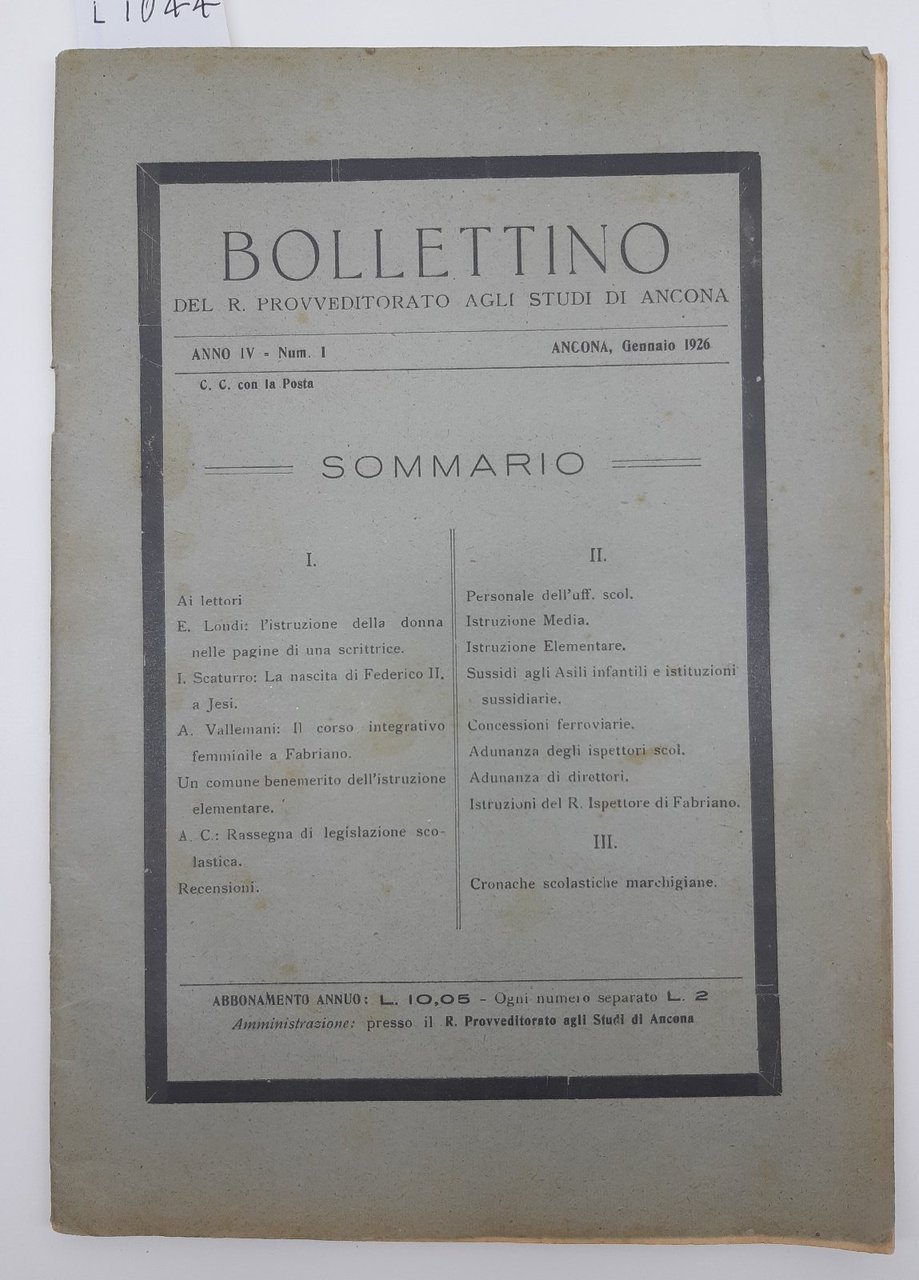 L 1044
BOLLETTINO
DEL R. PROVVEDITORATO AGLI STUDI DI ANCONA
ANNO IV - Num. 1 ANCONA, Gennaio 1926
C. C. con la Posta
SOMMARIO
I.
Ai lettori
E. Londi: l'istruzione della donna
nelle pagine di una scrittrice.
I. Scaturro: La nascita di Federico II.
a Jesi.
A. Vallemani: Il corso integrativo
femminile a Fabriano.
Un comune benemerito dell'istruzione
elementare.
A. C.: Rassegna di legislazione sco-
lastica.
Recensioni.
II.
Personale dell'uff. scol.
Istruzione Media.
Istruzione Elementare.
Sussidi agli Asili infantili e istituzioni
sussidiarie.
Concessioni ferroviarie.
Adunanza degli ispettori scol.
Adunanza di direttori.
Istruzioni del R. Ispettore di Fabriano.
III.
Cronache scolastiche marchigiane.
ABBONAMENTO ANNUO: L. 10,05 - Ogni numero separato L. 2
Amministrazione: presso il R. Provveditorato agli Studi di Ancona